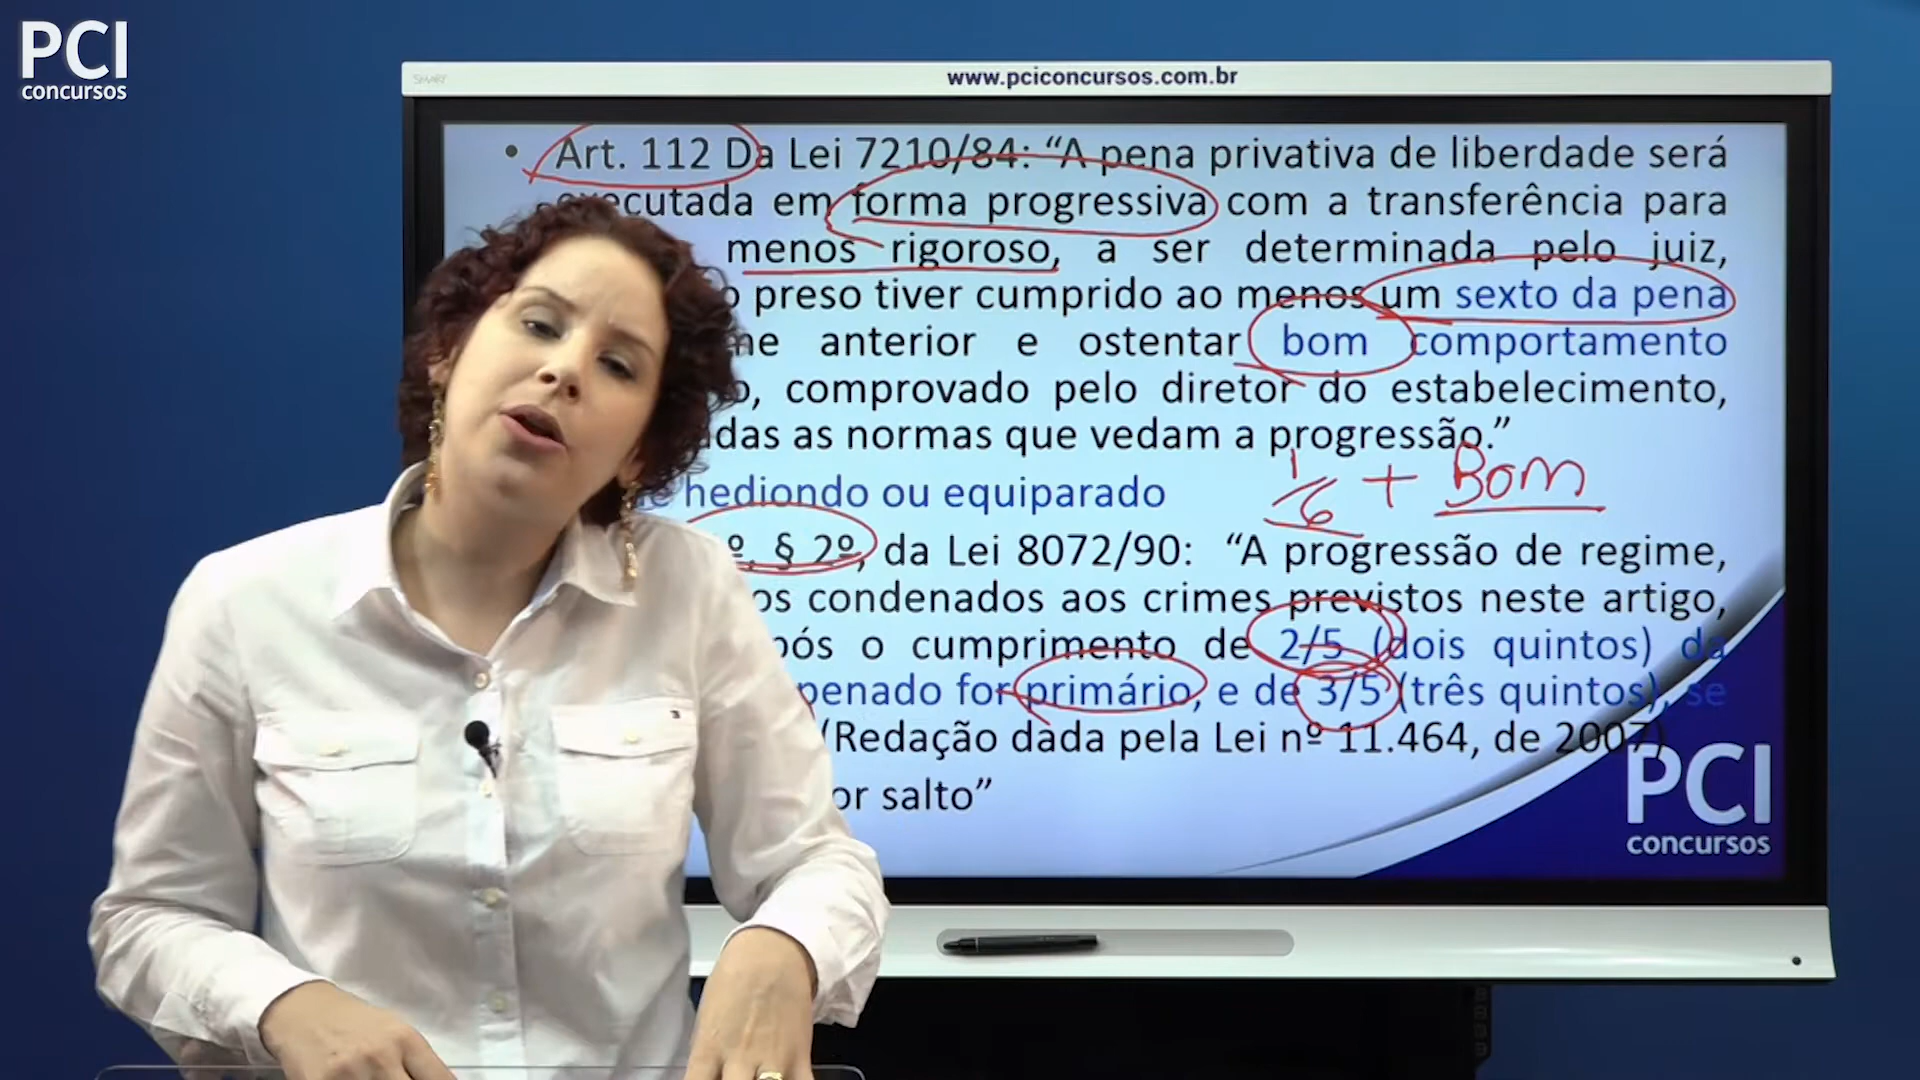 PCI
concursos
SMART
www.pciconcursos.com.br
• Art. 112 Da Lei 7210/84: “A pena privativa de liberdade será
executada em forma progressiva com a transferência para
menos rigoroso, a ser determinada pelo juiz,
o preso tiver cumprido ao menos um sexto da pena
anterior e ostentar bom comportamento
comprovado pelo diretor do estabelecimento,
as normas que vedam a progressão.”
1/6 + Bom
hediondo ou equiparado
§ 2º, da Lei 8072/90: “A progressão de regime,
condenados aos crimes previstos neste artigo,
o cumprimento de 2/5 (dois quintos) da
penado for primário, e de 3/5 (três quintos), se
(Redação dada pela Lei nº 11.464, de 2007)
salto”
PCI
concursos